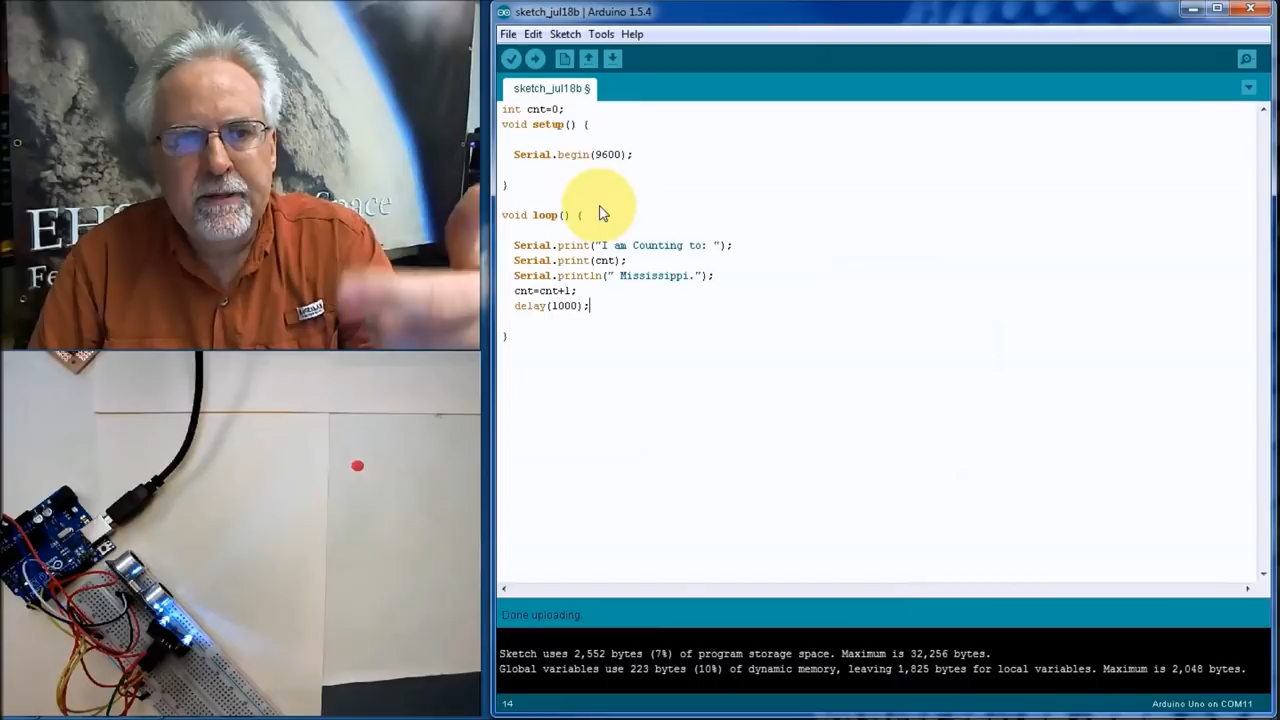 sketch_jul18b | Arduino 1.5.4
File Edit Sketch Tools Help
sketch_jul18b §
int cnt=0;
void setup() {
Serial.begin(9600);
}
void loop() {
Serial.print("I am Counting to: ");
Serial.print(cnt);
Serial.println(" Mississippi.");
cnt=cnt+1;
delay(1000);
}
Done uploading.
Sketch uses 2,552 bytes (7%) of program storage space. Maximum is 32,256 bytes.
Global variables use 223 bytes (10%) of dynamic memory, leaving 1,825 bytes for local variables. Maximum is 2,048 bytes.
14
Arduino Uno on COM11
EH
Space
Fe